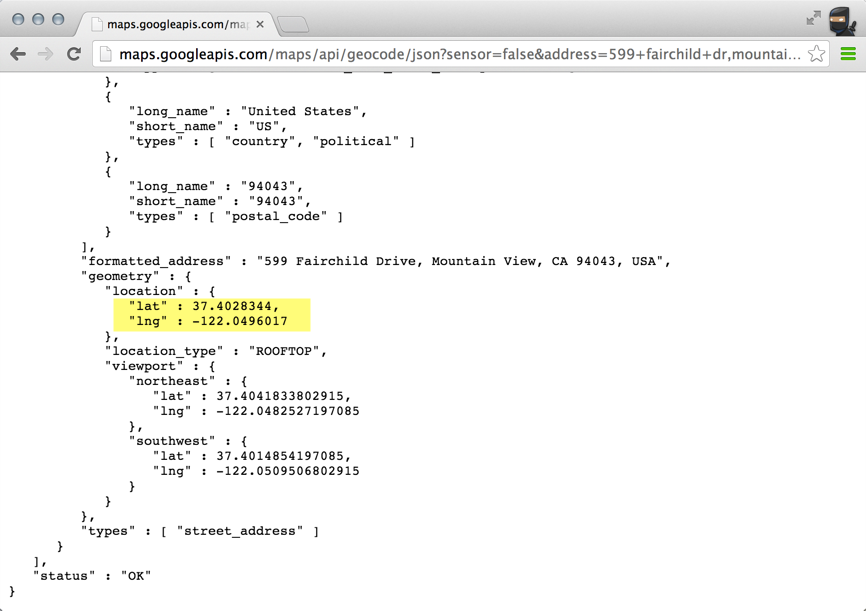 maps.googleapis.com/map
maps.googleapis.com/maps/api/geocode/json?sensor=false&address=599+fairchild+dr,mountai...
},
{
"long_name" : "United States",
"short_name" : "US",
"types" : [ "country", "political" ]
},
{
"long_name" : "94043",
"short_name" : "94043",
"types" : [ "postal_code" ]
}
],
"formatted_address" : "599 Fairchild Drive, Mountain View, CA 94043, USA",
"geometry" : {
"location" : {
"lat" : 37.4028344,
"lng" : -122.0496017
},
"location_type" : "ROOFTOP",
"viewport" : {
"northeast" : {
"lat" : 37.4041833802915,
"lng" : -122.0482527197085
},
"southwest" : {
"lat" : 37.4014854197085,
"lng" : -122.0509506802915
}
}
},
"types" : [ "street_address" ]
}
],
"status" : "OK"
}